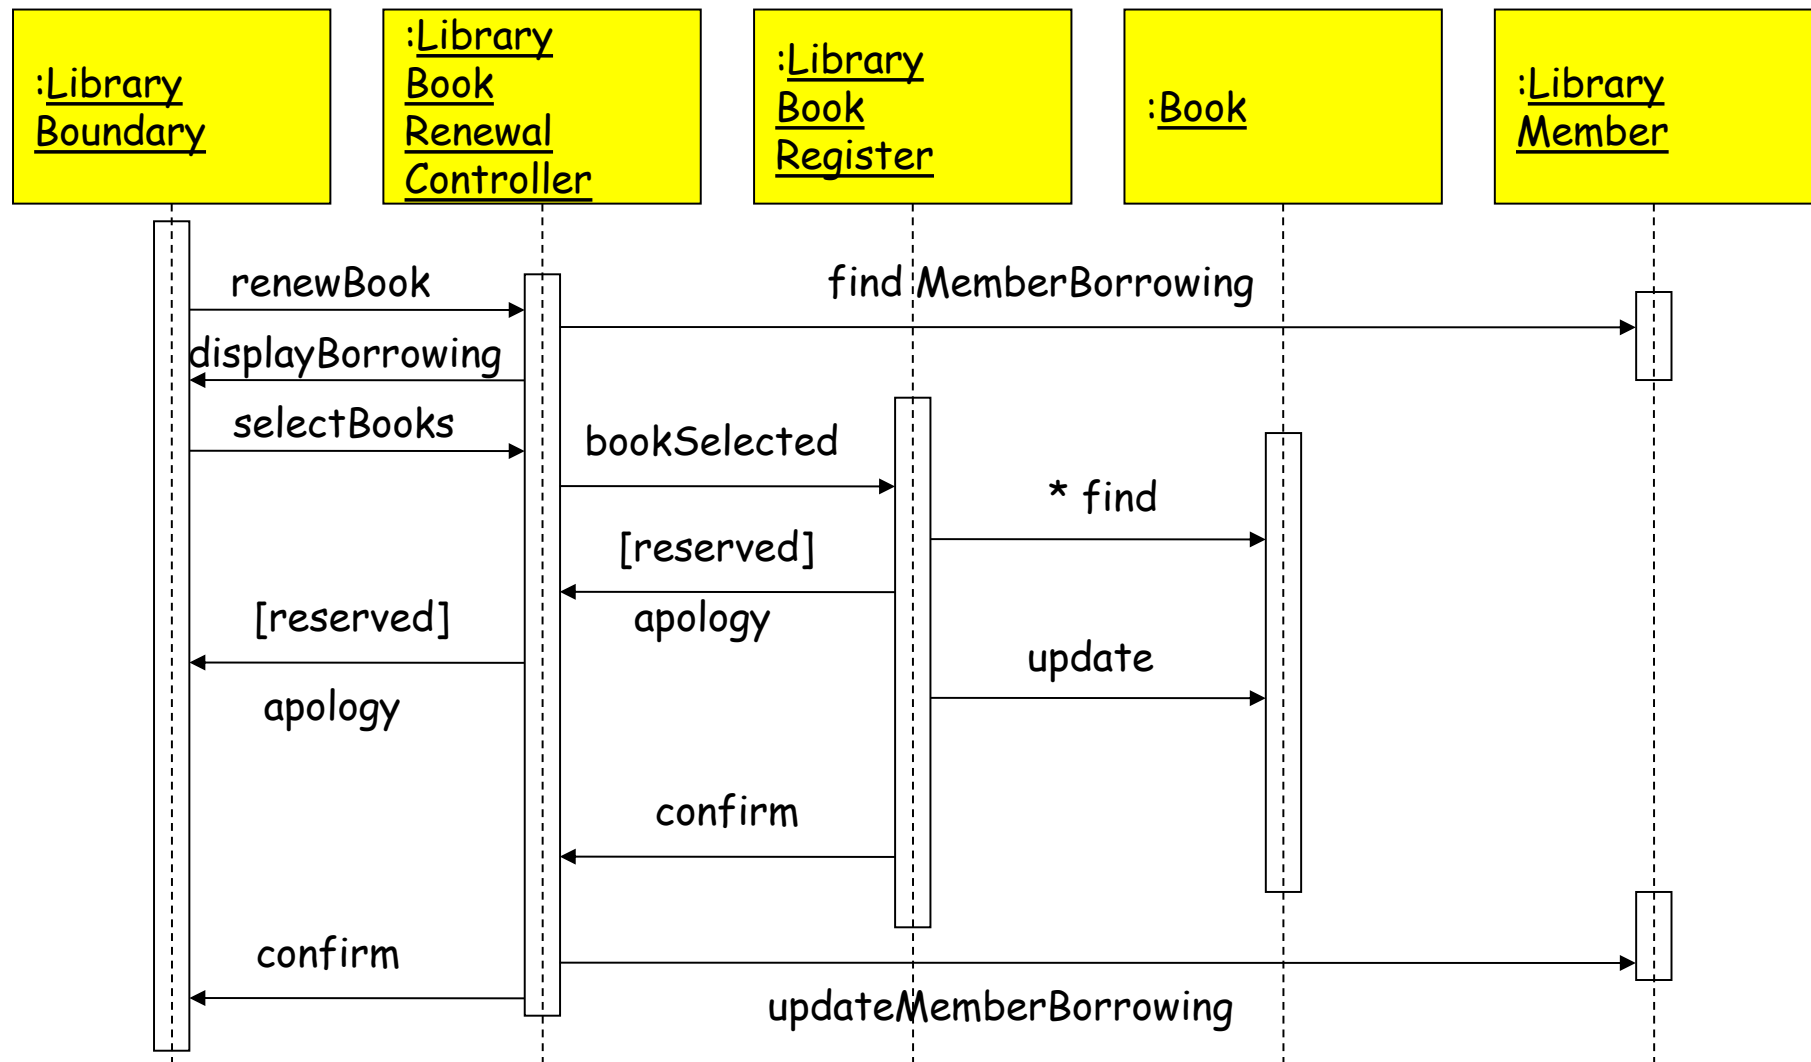 :Library
Boundary
:Library
Book
Renewal
Controller
:Library
Book
Register
:Book
:Library
Member
renewBook
find MemberBorrowing
displayBorrowing
selectBooks
bookSelected
* find
[reserved]
apology
[reserved]
apology
update
confirm
confirm
updateMemberBorrowing